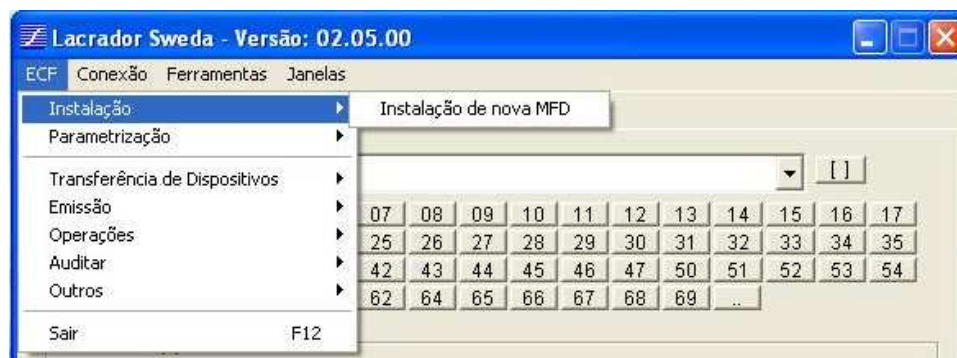 Lacrador Sweda - Versão: 02.05.00
ECF Conexão Ferramentas Janelas
Instalação
Instalação de nova MFD
Parametrização
Transferência de Dispositivos
[ ]
Emissão
07 08 09 10 11 12 13 14 15 16 17
Operações
25 26 27 28 29 30 31 32 33 34 35
Auditar
42 43 44 45 46 47 50 51 52 53 54
Outros
62 64 65 66 67 68 69 ..
Sair F12